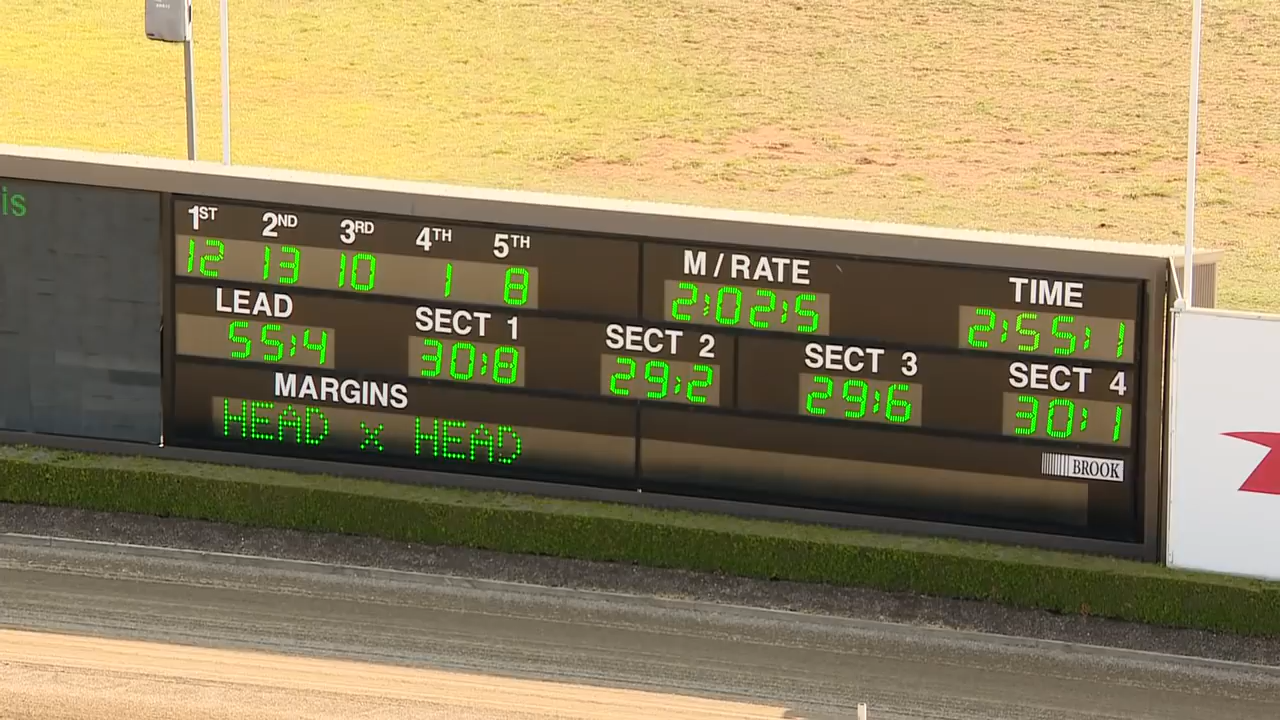 is
1ST 2ND 3RD 4TH 5TH
12 13 10 1 8
M/RATE TIME
2:02:5 2:55:1
LEAD SECT 1 SECT 2 SECT 3 SECT 4
55:4 30:8 29:2 29:6 30:1
MARGINS
HEAD x HEAD
BROOK